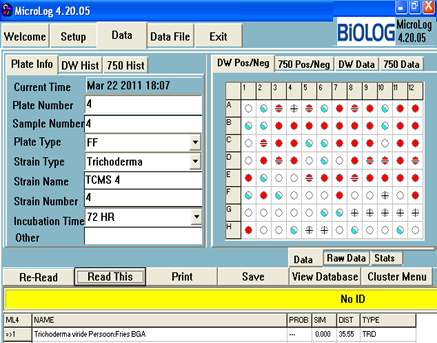 MicroLog 4.20.05
Welcome Setup Data Data File Exit
BiOLOG MicroLog
4.20.05
Plate Info DW Hist 750 Hist
Current Time Mar 22 2011 18:07
Plate Number 4
Sample Number 4
Plate Type FF
Strain Type Trichoderma
Strain Name TCMS 4
Strain Number 4
Incubation Time 72 HR
Other
DW Pos/Neg 750 Pos/Neg DW Data 750 Data
1 2 3 4 5 6 7 8 9 10 11 12
A
B
C
D
E
F
G
H
Data Raw Data Stats
Re-Read Read This Print Save View Database Cluster Menu
No ID
ML4 NAME PROB SIM DIST TYPE
=>1 Trichoderma viride Persoon:Fries BGA --- 0.000 35.55 TRD